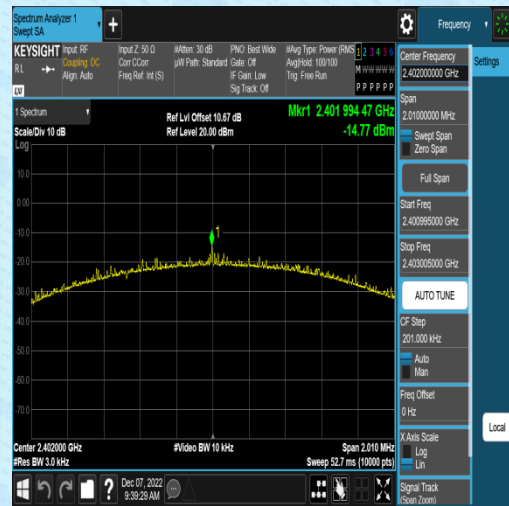 Spectrum Analyzer 1
Swept SA
+
Frequency
KEYSIGHT
Input: RF
Input Z: 50 Ω
#Atten: 30 dB
PNO: Best Wide
#Avg Type: Power (RMS
1 2 3 4 5 6
RL
Coupling: DC
Corr CCorr
µW Path: Standard
Gate: Off
Avg|Hold: 100/100
M W W W W W
Align: Auto
Freq Ref: Int (S)
IF Gain: Low
Trig: Free Run
Sig Track: Off
P P P P P P
LXI
1 Spectrum
Scale/Div 10 dB
Ref Lvl Offset 10.67 dB
Ref Level 20.00 dBm
Mkr1 2.401 994 47 GHz
-14.77 dBm
Log
10.0
0.00
-10.0
-20.0
-30.0
-40.0
-50.0
-60.0
-70.0
1
Center 2.402000 GHz
#Res BW 3.0 kHz
#Video BW 10 kHz
Span 2.010 MHz
Sweep 52.7 ms (10000 pts)
Dec 07, 2022
9:39:29 AM
Center Frequency
2.402000000 GHz
Span
2.01000000 MHz
Swept Span
Zero Span
Full Span
Start Freq
2.400995000 GHz
Stop Freq
2.403005000 GHz
AUTO TUNE
CF Step
201.000 kHz
Auto
Man
Freq Offset
0 Hz
X Axis Scale
Log
Lin
Signal Track
(Span Zoom)
Settings
Local